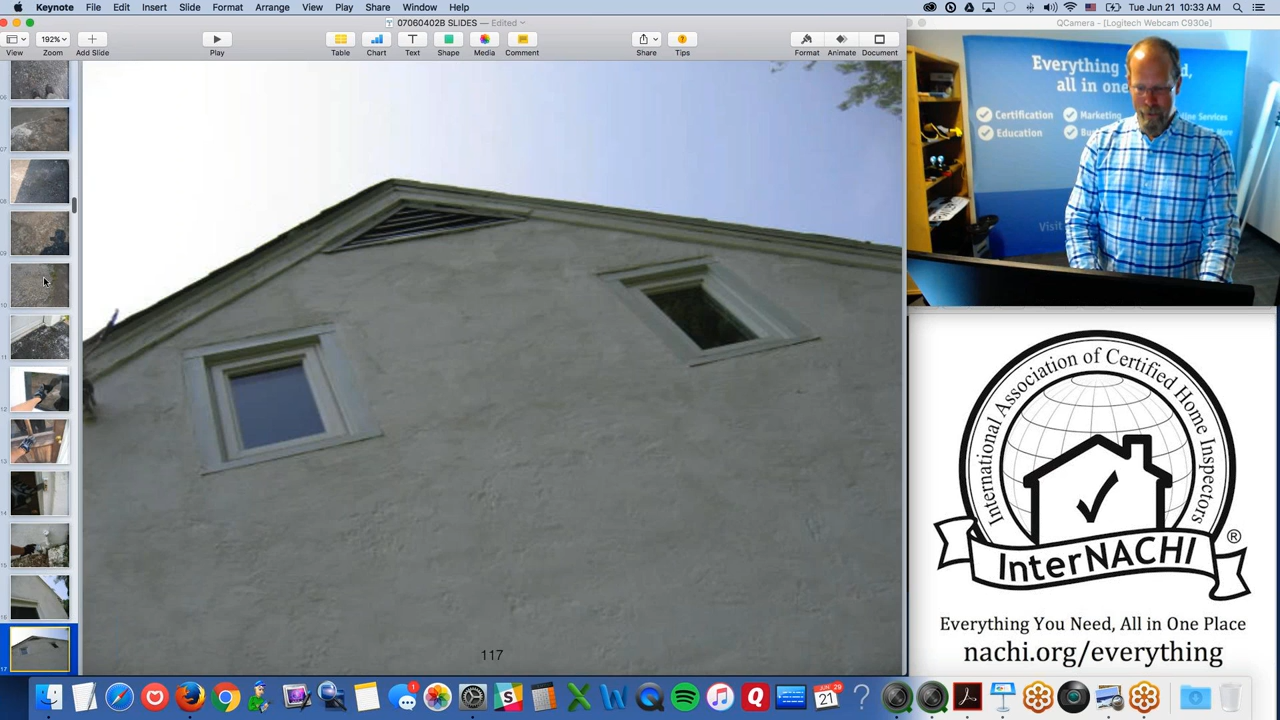 Keynote File Edit Insert Slide Format Arrange View Play Share Window Help
Tue Jun 21 10:33 AM
07060402B SLIDES — Edited
QCamera - [Logitech Webcam C930e]
192%
View Zoom Add Slide Play Table Chart Text Shape Media Comment Share Tips Format Animate Document
Everything
all in one
Certification
Education
Visit
117
International Association of Certified Home Inspectors
InterNACHI
®
Everything You Need, All in One Place
nachi.org/everything